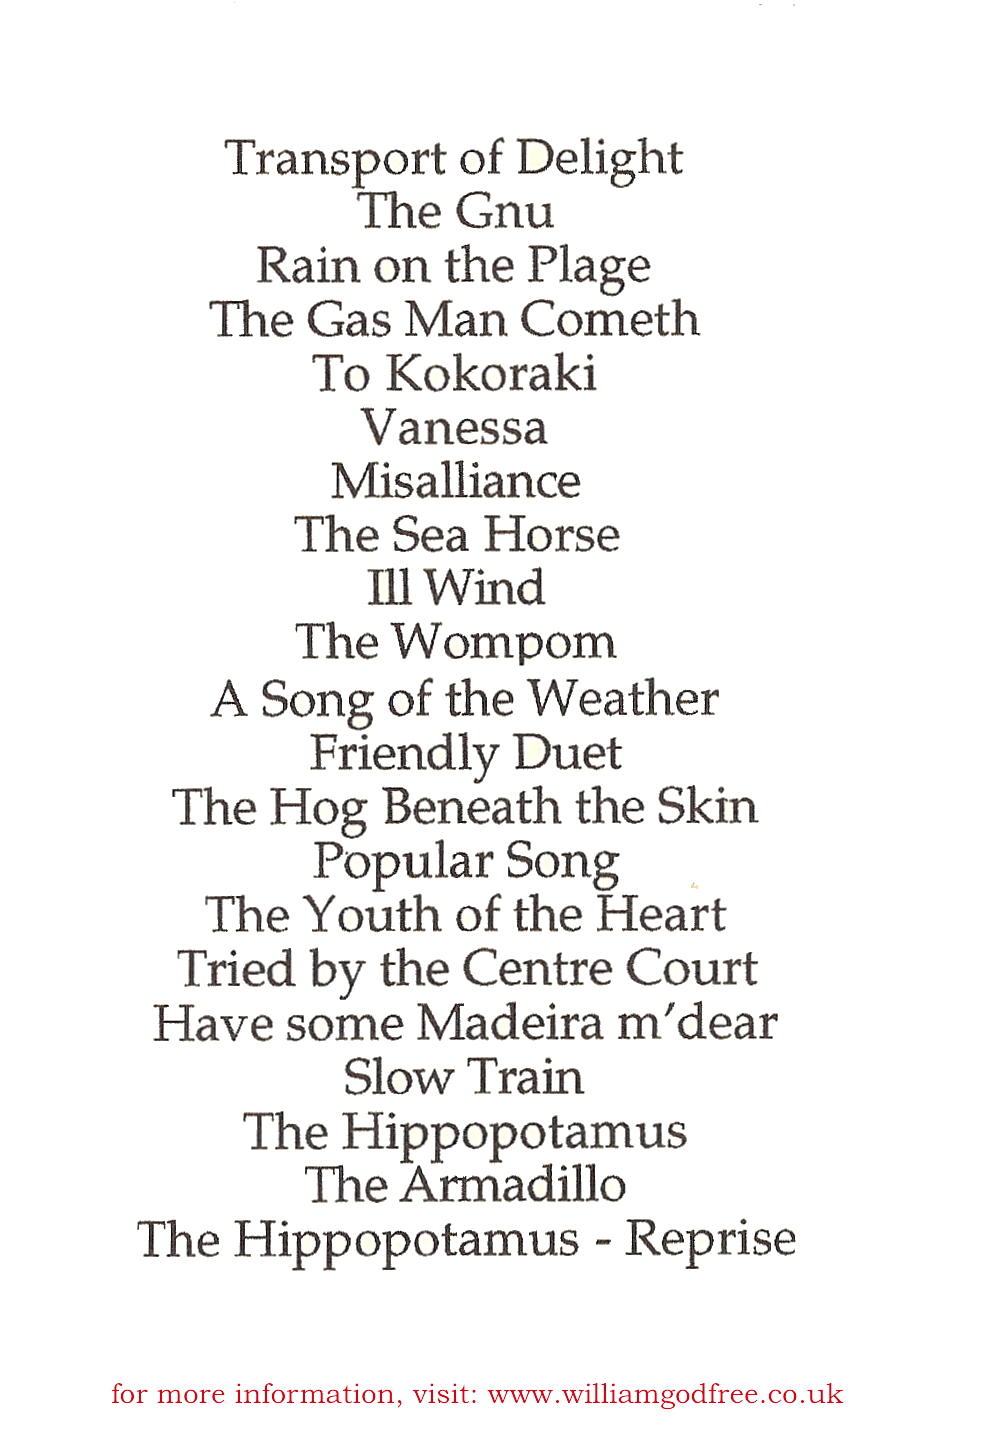 Transport of Delight
The Gnu
Rain on the Plage
The Gas Man Cometh
To Kokoraki
Vanessa
Misalliance
The Sea Horse
Ill Wind
The Wompom
A Song of the Weather
Friendly Duet
The Hog Beneath the Skin
Popular Song
The Youth of the Heart
Tried by the Centre Court
Have some Madeira m'dear
Slow Train
The Hippopotamus
The Armadillo
The Hippopotamus - Reprise
for more information, visit: www.williamgodfree.co.uk